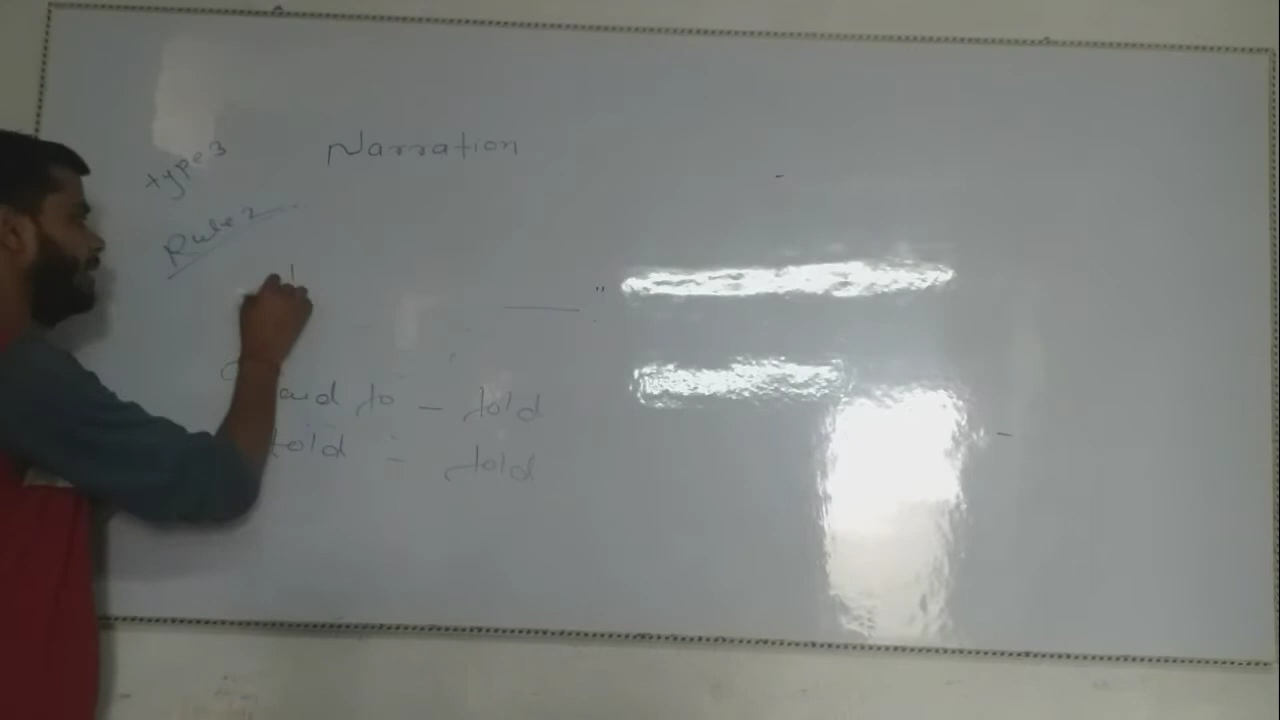 Narration
type 3
Rule 2
said to - told
told - told